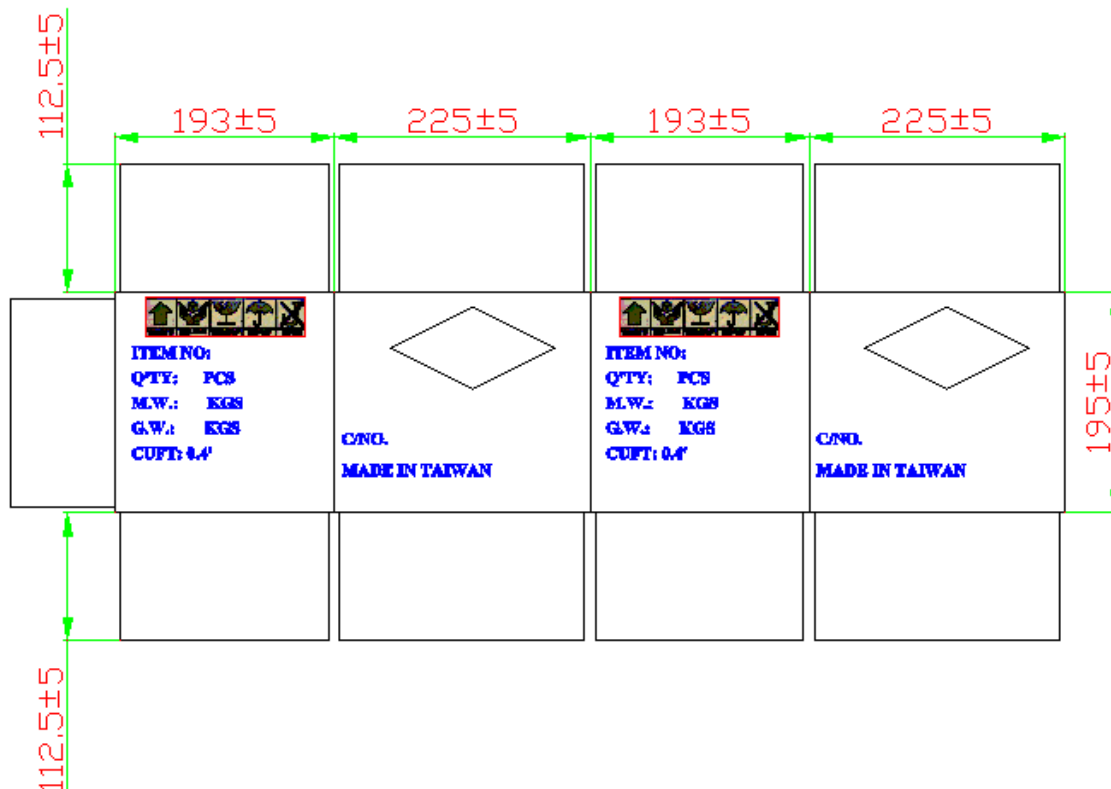 112.5±5
193±5
225±5
193±5
225±5
ITEM NO:
Q'TY: PCS
M.W.: KGS
G.W.: KGS
CUFT: 0.4'
C/NO.
MADE IN TAIWAN
ITEM NO:
Q'TY: PCS
M.W.: KGS
G.W.: KGS
CUFT: 0.4'
C/NO.
MADE IN TAIWAN
195±5
112.5±5